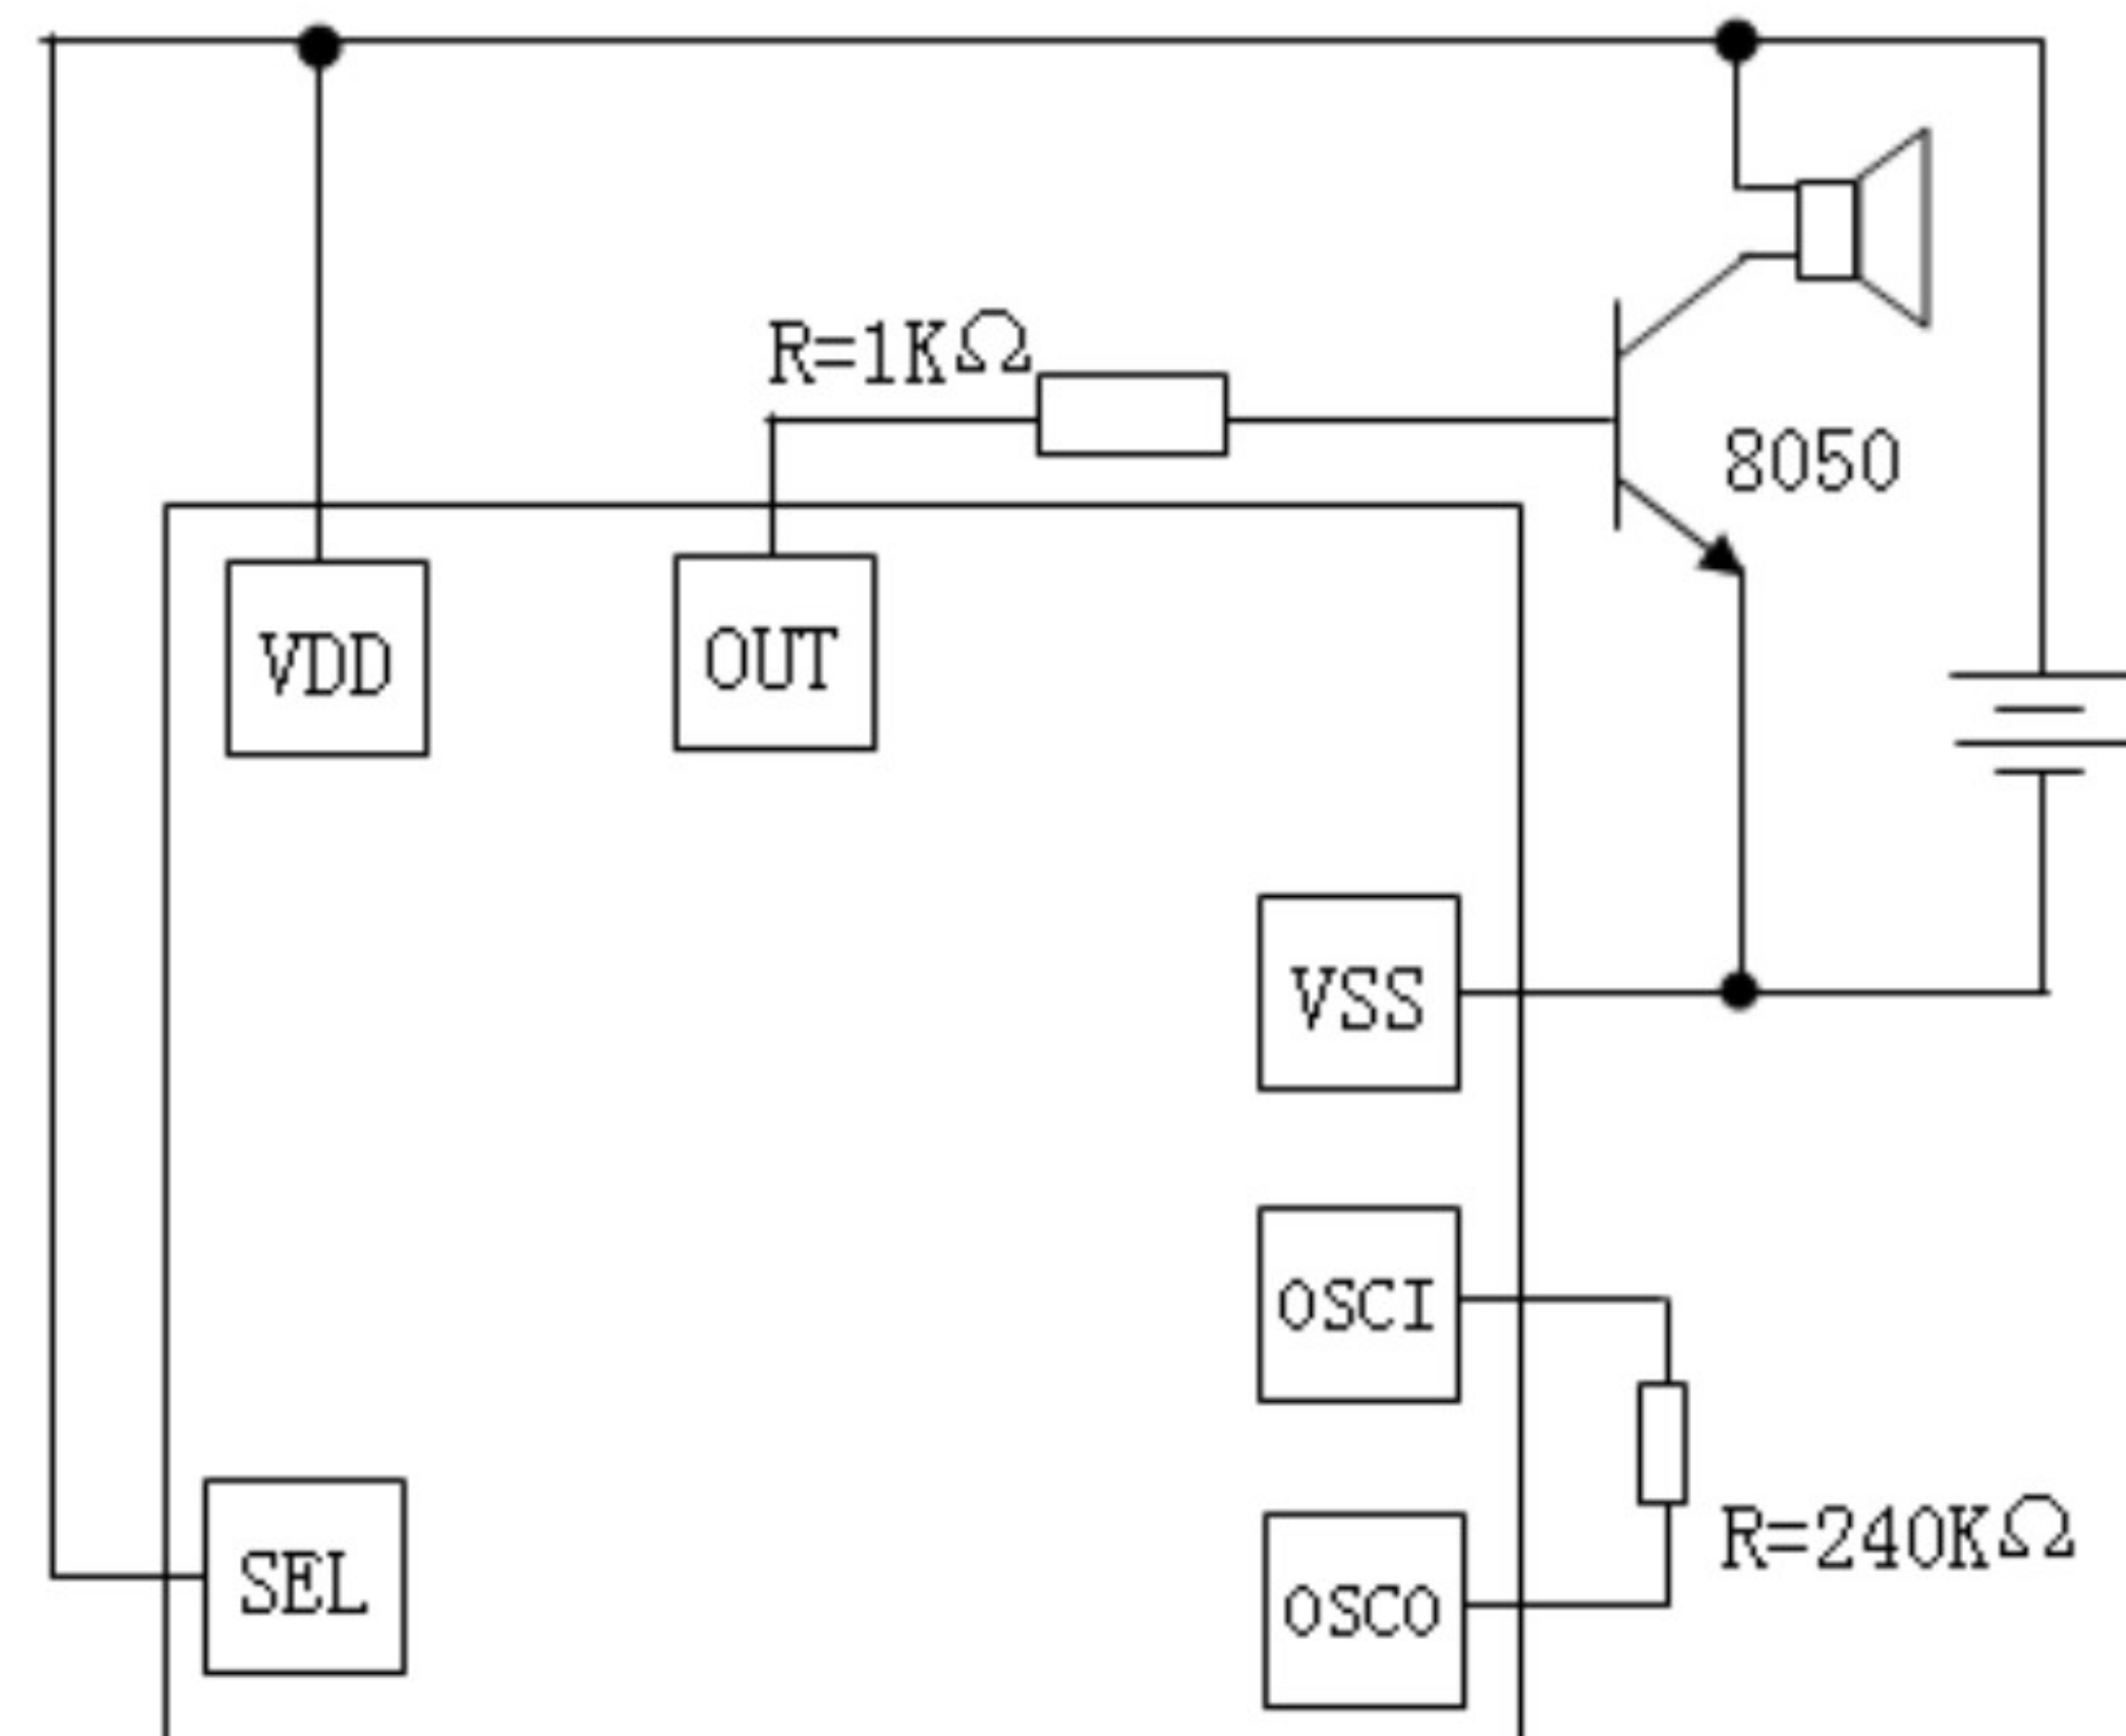 R=1KΩ
8050
VDD
OUT
VSS
OSCI
R=240KΩ
SEL
OSCO